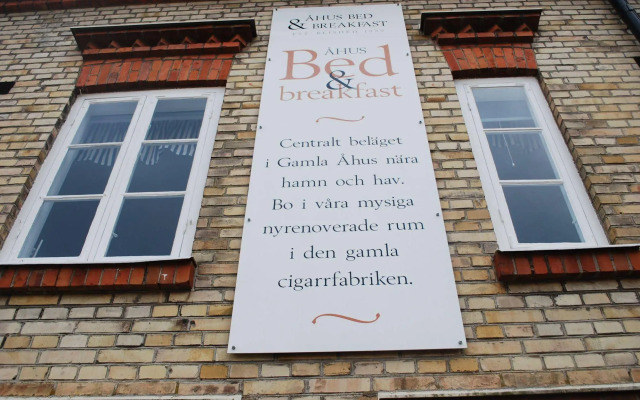 & ÅHUS BED
BREAKFAST
ÅHUS
Bed
&
breakfast
Centralt beläget
i Gamla Åhus nära
hamn och hav.
Bo i våra mysiga
nyrenoverade rum
i den gamla
cigarrfabriken.